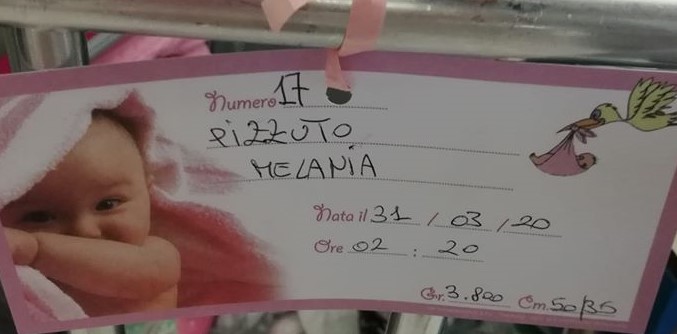 Numero 17
PIZZUTO
MELANIA
Nata il 31 / 03 / 20
Ore 02 : 20
Gr. 3.800 Cm. 50/35